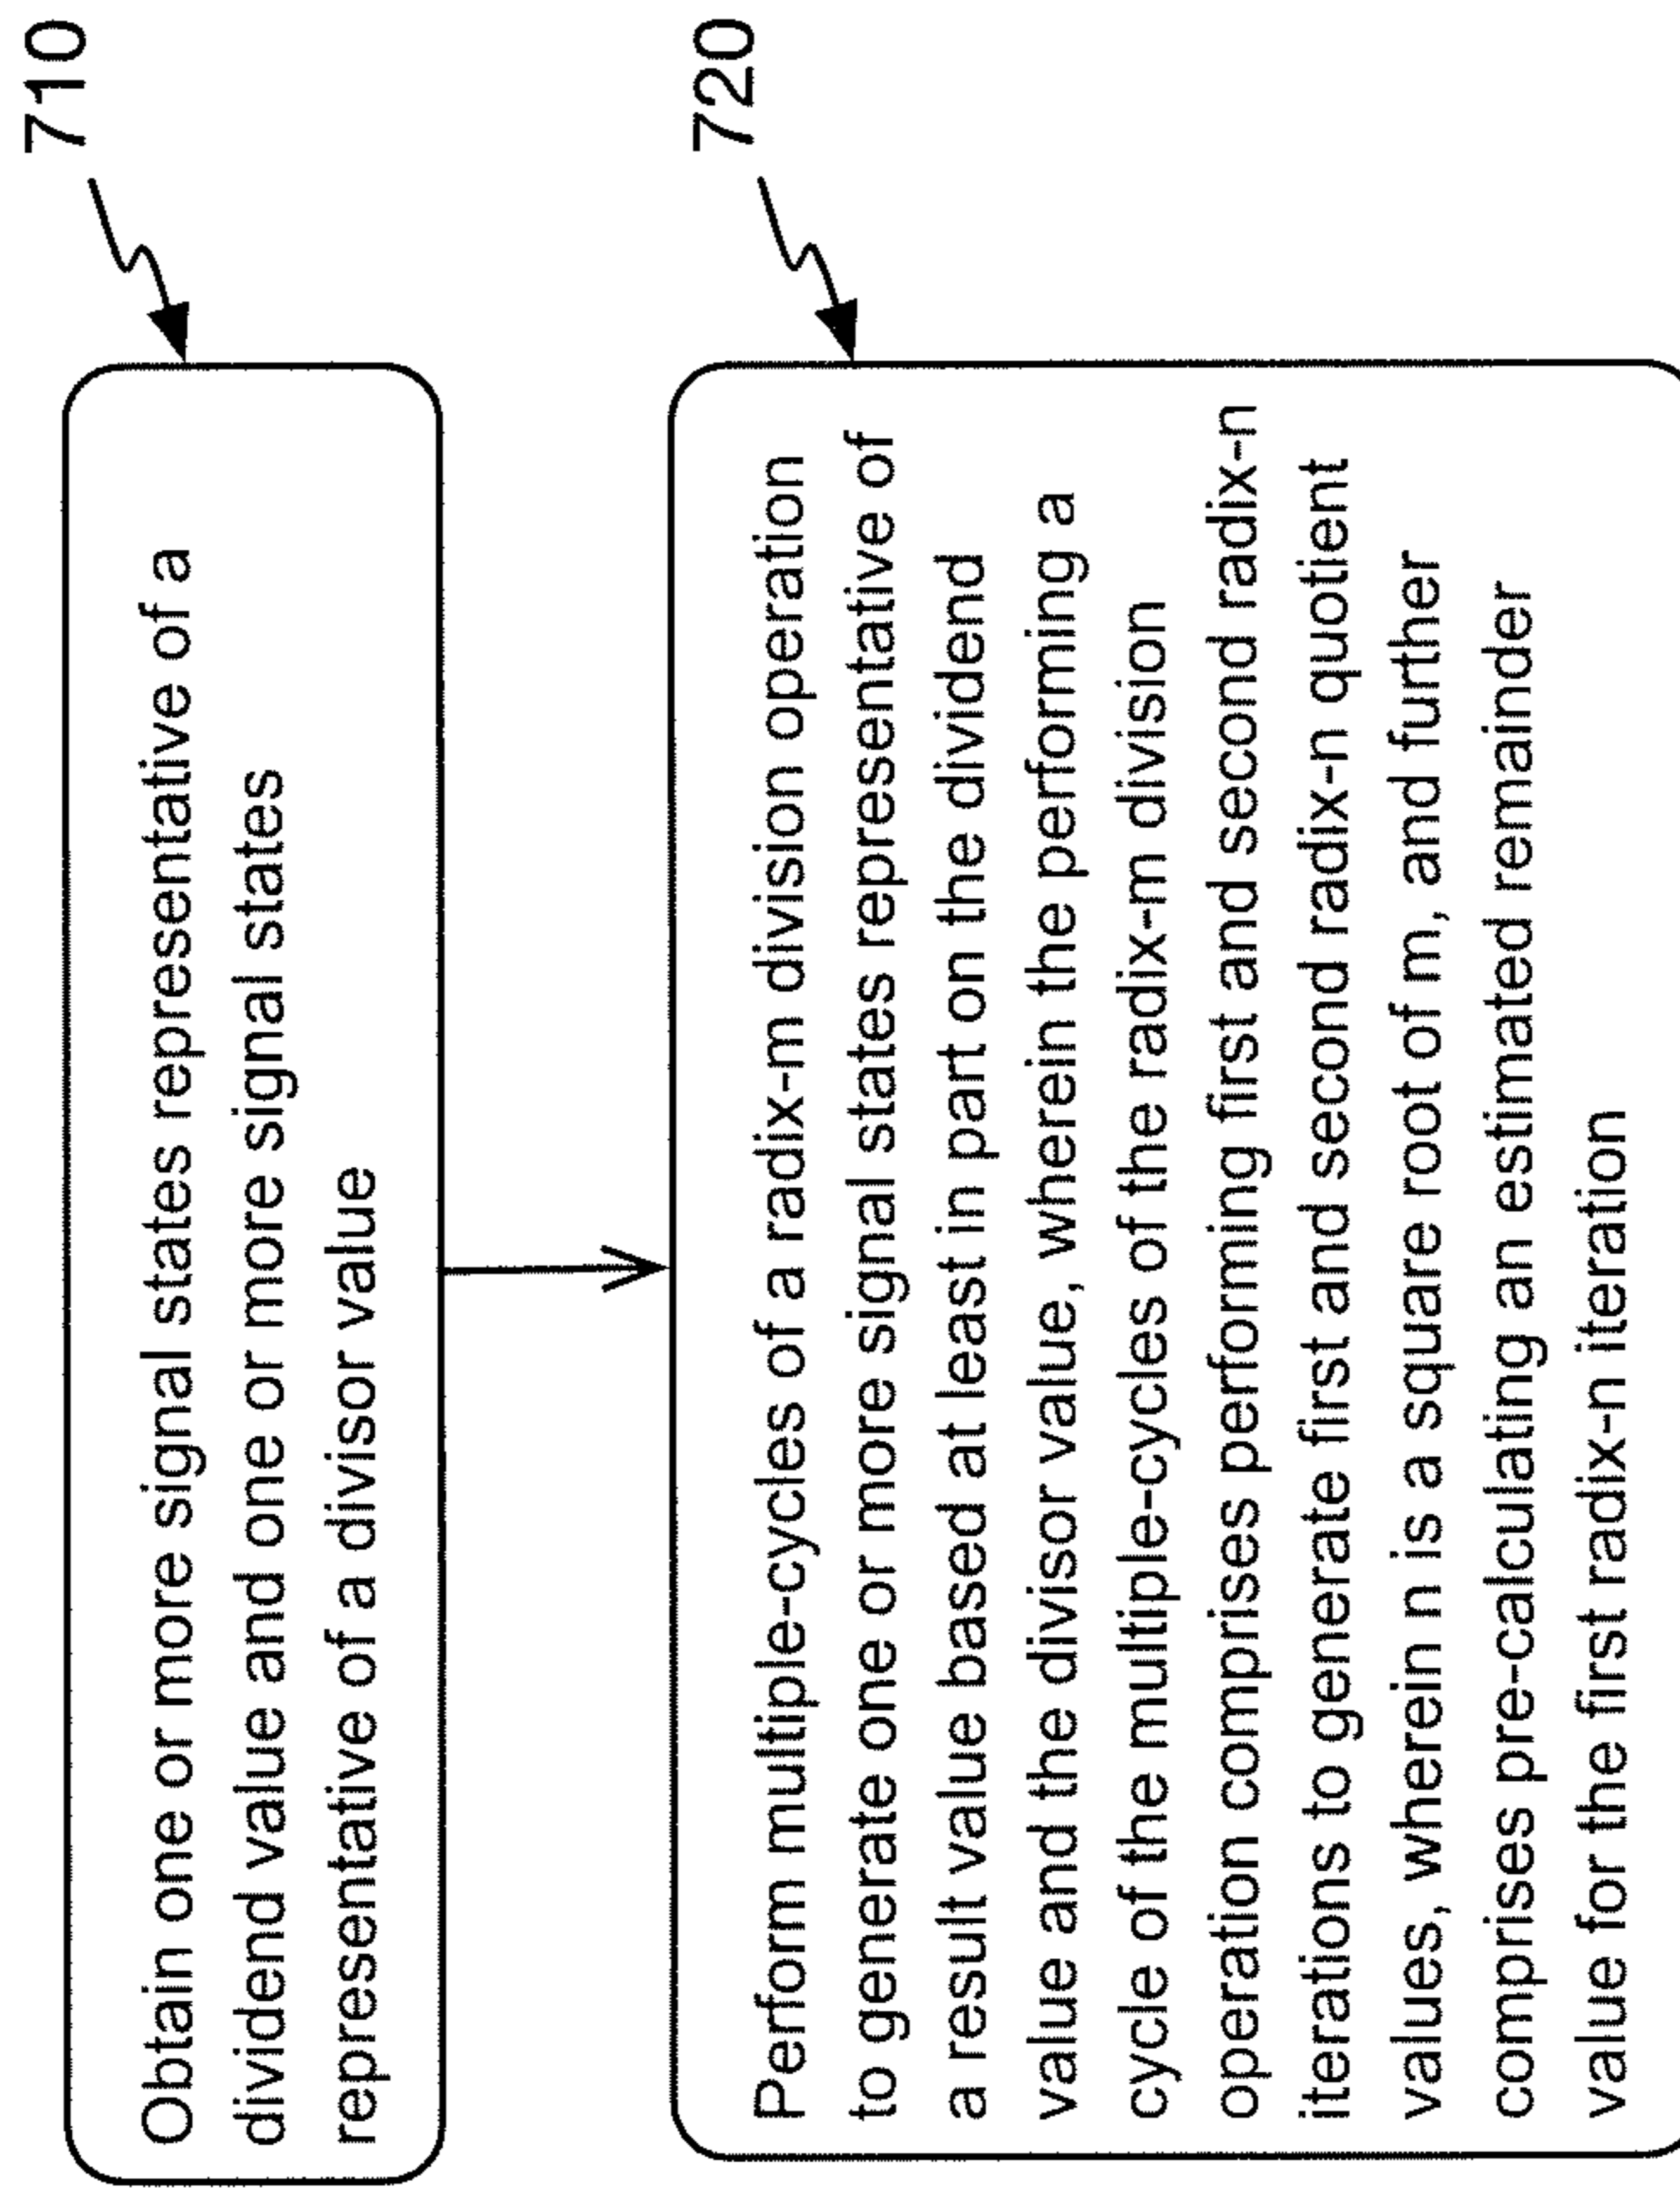 710
Obtain one or more signal states representative of a
dividend value and one or more signal states
representative of a divisor value
720
Perform multiple-cycles of a radix-m division operation
to generate one or more signal states representative of
a result value based at least in part on the dividend
value and the divisor value, wherein the performing a
cycle of the multiple-cycles of the radix-m division
operation comprises performing first and second radix-n
iterations to generate first and second radix-n quotient
values, wherein n is a square root of m, and further
comprises pre-calculating an estimated remainder
value for the first radix-n iteration